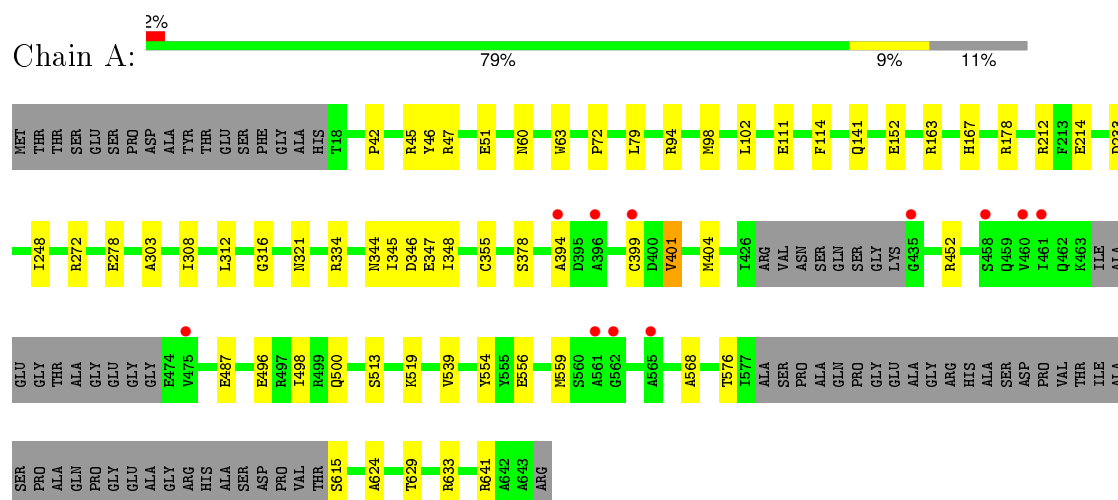 2%
Chain A:
79% 9% 11%
MET THR THR SER GLU SER PRO ASP ALA TYR THR GLU SER PHE GLY ALA HIS T18 P42 R45 Y46 R47 E51 N60 W63 P72 L79 R94 M98 L102 E111 F114 Q141 E152 R163 H167 R178 R212 F213 E214
I248 R272 E278 A303 I308 L312 G316 N321 R334 N344 I345 D346 E347 I348 C355 S378 A394 D395 A396 C399 D400 V401 M404 I426 ARG VAL ASN SER GLN SER GLY LYS G435 R452 S458 Q459 V460 I461 Q462 K463 ILE ALA
GLU GLY THR ALA GLY GLU GLY GLY E474 V475 E487 E496 R497 I498 R499 Q500 S513 K519 V539 Y554 Y555 E556 M559 S560 A561 G562 A565 A568 T576 I577 ALA SER PRO ALA GLN PRO GLY GLU ALA GLY ARG HIS ALA SER ASP PRO VAL THR ILE ALA
SER PRO ALA GLN PRO GLY GLU ALA GLY ARG HIS ALA SER ASP PRO VAL THR S615 A624 T629 R633 R641 A642 A643 ARG